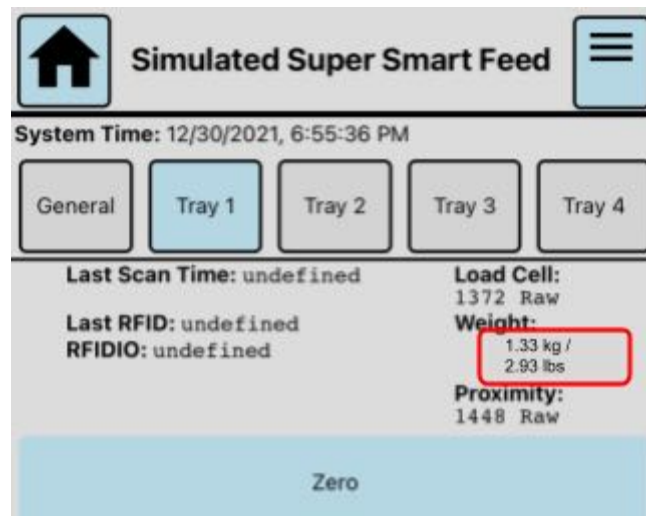 Simulated Super Smart Feed
System Time: 12/30/2021, 6:55:36 PM
General
Tray 1
Tray 2
Tray 3
Tray 4
Last Scan Time: undefined
Last RFID: undefined
RFIDIO: undefined
Load Cell:
1372 Raw
Weight:
1.33 kg /
2.93 lbs
Proximity:
1448 Raw
Zero